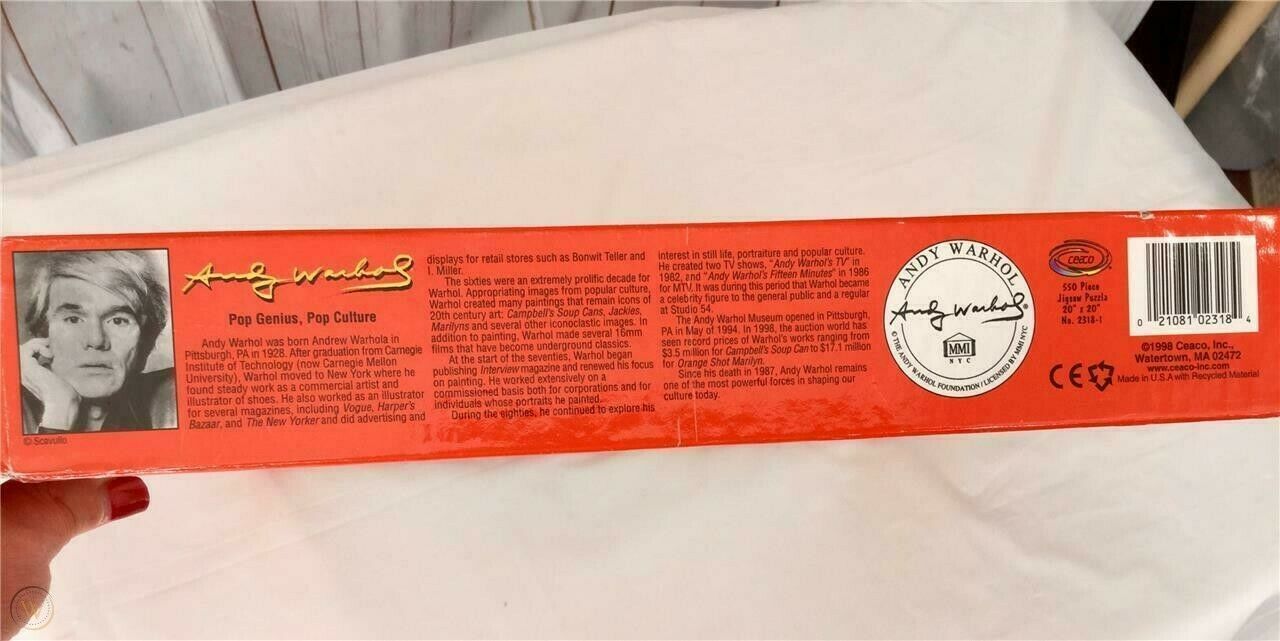 © Scavullo
Andy Warhol
Pop Genius, Pop Culture
Andy Warhol was born Andrew Warhola in
Pittsburgh, PA in 1928. After graduation from Carnegie
Institute of Technology (now Carnegie Mellon
University), Warhol moved to New York where he
found steady work as a commercial artist and
illustrator of shoes. He also worked as an illustrator
for several magazines, including Vogue, Harper's
Bazaar, and The New Yorker and did advertising and
displays for retail stores such as Bonwit Teller and
I. Miller.
The sixties were an extremely prolific decade for
Warhol. Appropriating images from popular culture,
Warhol created many paintings that remain icons of
20th century art: Campbell's Soup Cans, Jackies,
Marilyns and several other iconoclastic images. In
addition to painting, Warhol made several 16mm
films that have become underground classics.
At the start of the seventies, Warhol began
publishing Interview magazine and renewed his focus
on painting. He worked extensively on a
commissioned basis both for corporations and for
individuals whose portraits he painted.
During the eighties, he continued to explore his
interest in still life, portraiture and popular culture.
He created two TV shows, "Andy Warhol's TV" in
1982, and "Andy Warhol's Fifteen Minutes" in 1986
for MTV. It was during this period that Warhol became
a celebrity figure to the general public and a regular
at Studio 54.
The Andy Warhol Museum opened in Pittsburgh,
PA in May of 1994. In 1998, the auction world has
seen record prices of Warhol's works ranging from
$3.5 million for Campbell's Soup Can to $17.1 million
for Orange Shot Marilyn.
Since his death in 1987, Andy Warhol remains
one of the most powerful forces in shaping our
culture today.
ANDY WARHOL
Andy Warhol®
MMI
NYC
© THE ANDY WARHOL FOUNDATION / LICENSED BY MMI NYC
ceaco
550 Piece
Jigsaw Puzzle
20" x 20"
No. 2318-1
0 21081 02318 4
©1998 Ceaco, Inc.,
Watertown, MA 02472
www.ceaco-inc.com
CE Made in U.S.A with Recycled Material
W